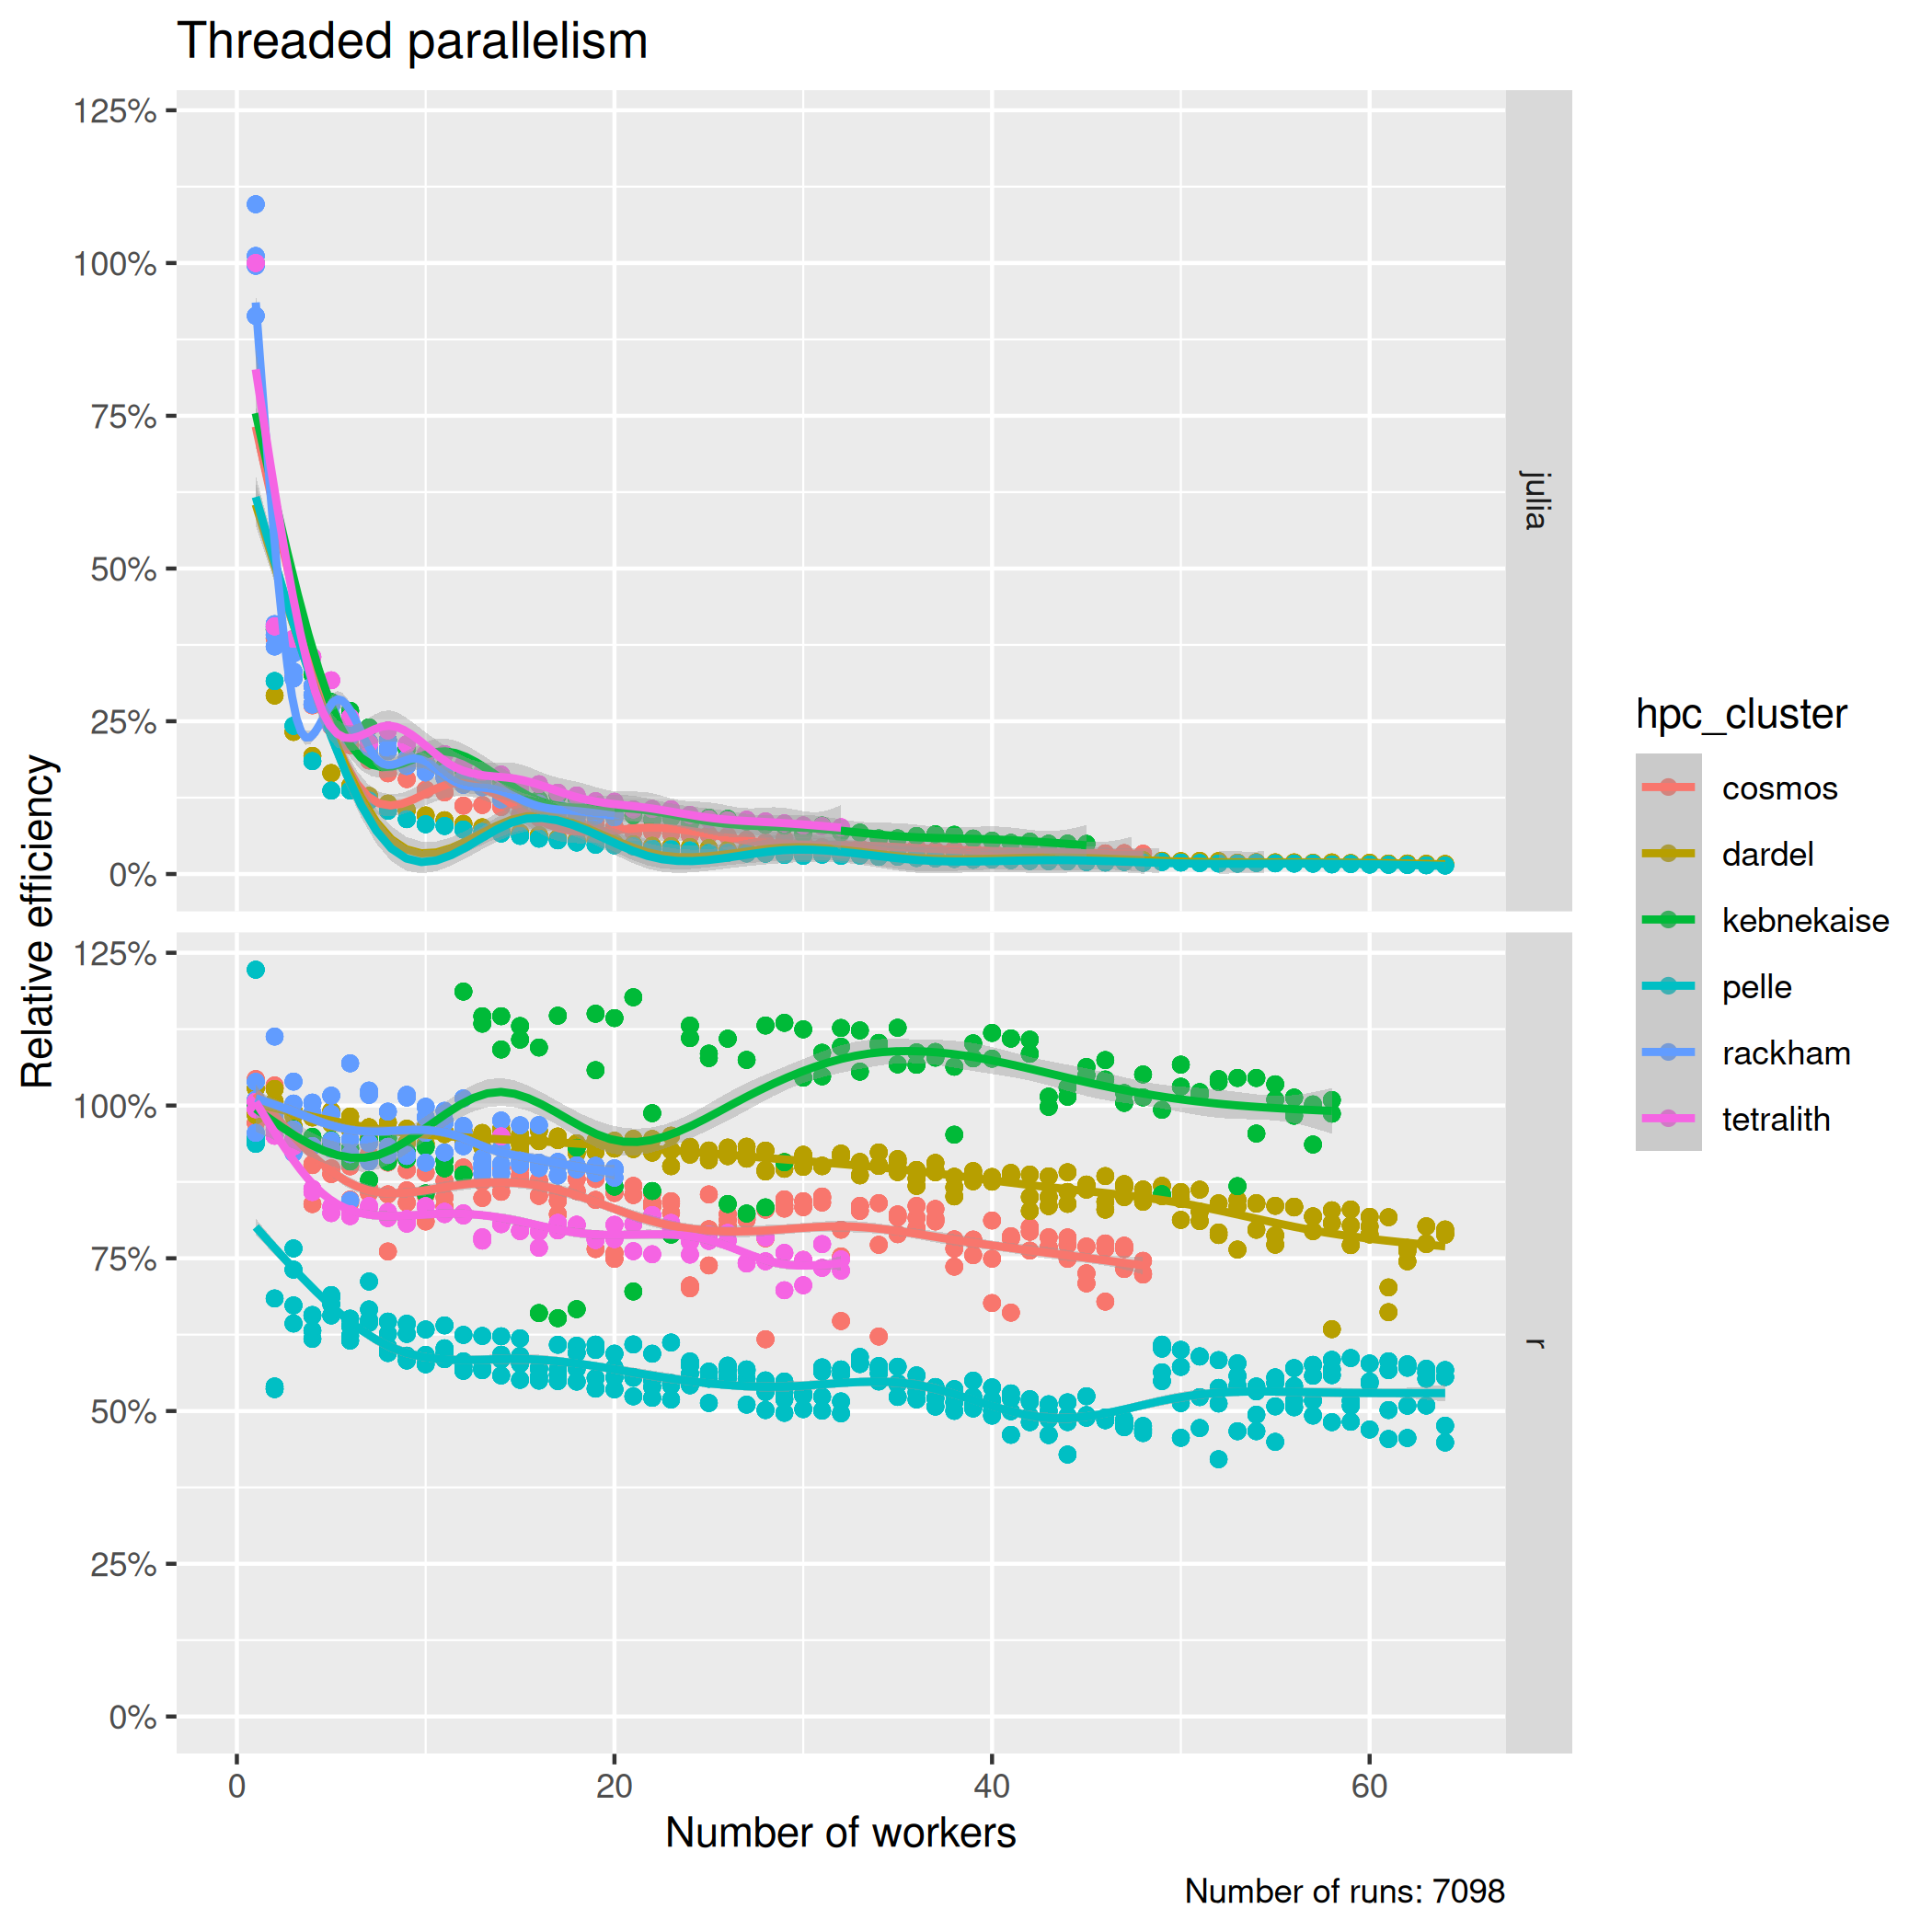 Threaded parallelism
125%
100%
75%
50%
25%
0%
julia
125%
100%
75%
50%
25%
0%
r
0
20
40
60
Number of workers
Relative efficiency
hpc_cluster
cosmos
dardel
kebnekaise
pelle
rackham
tetralith
Number of runs: 7098